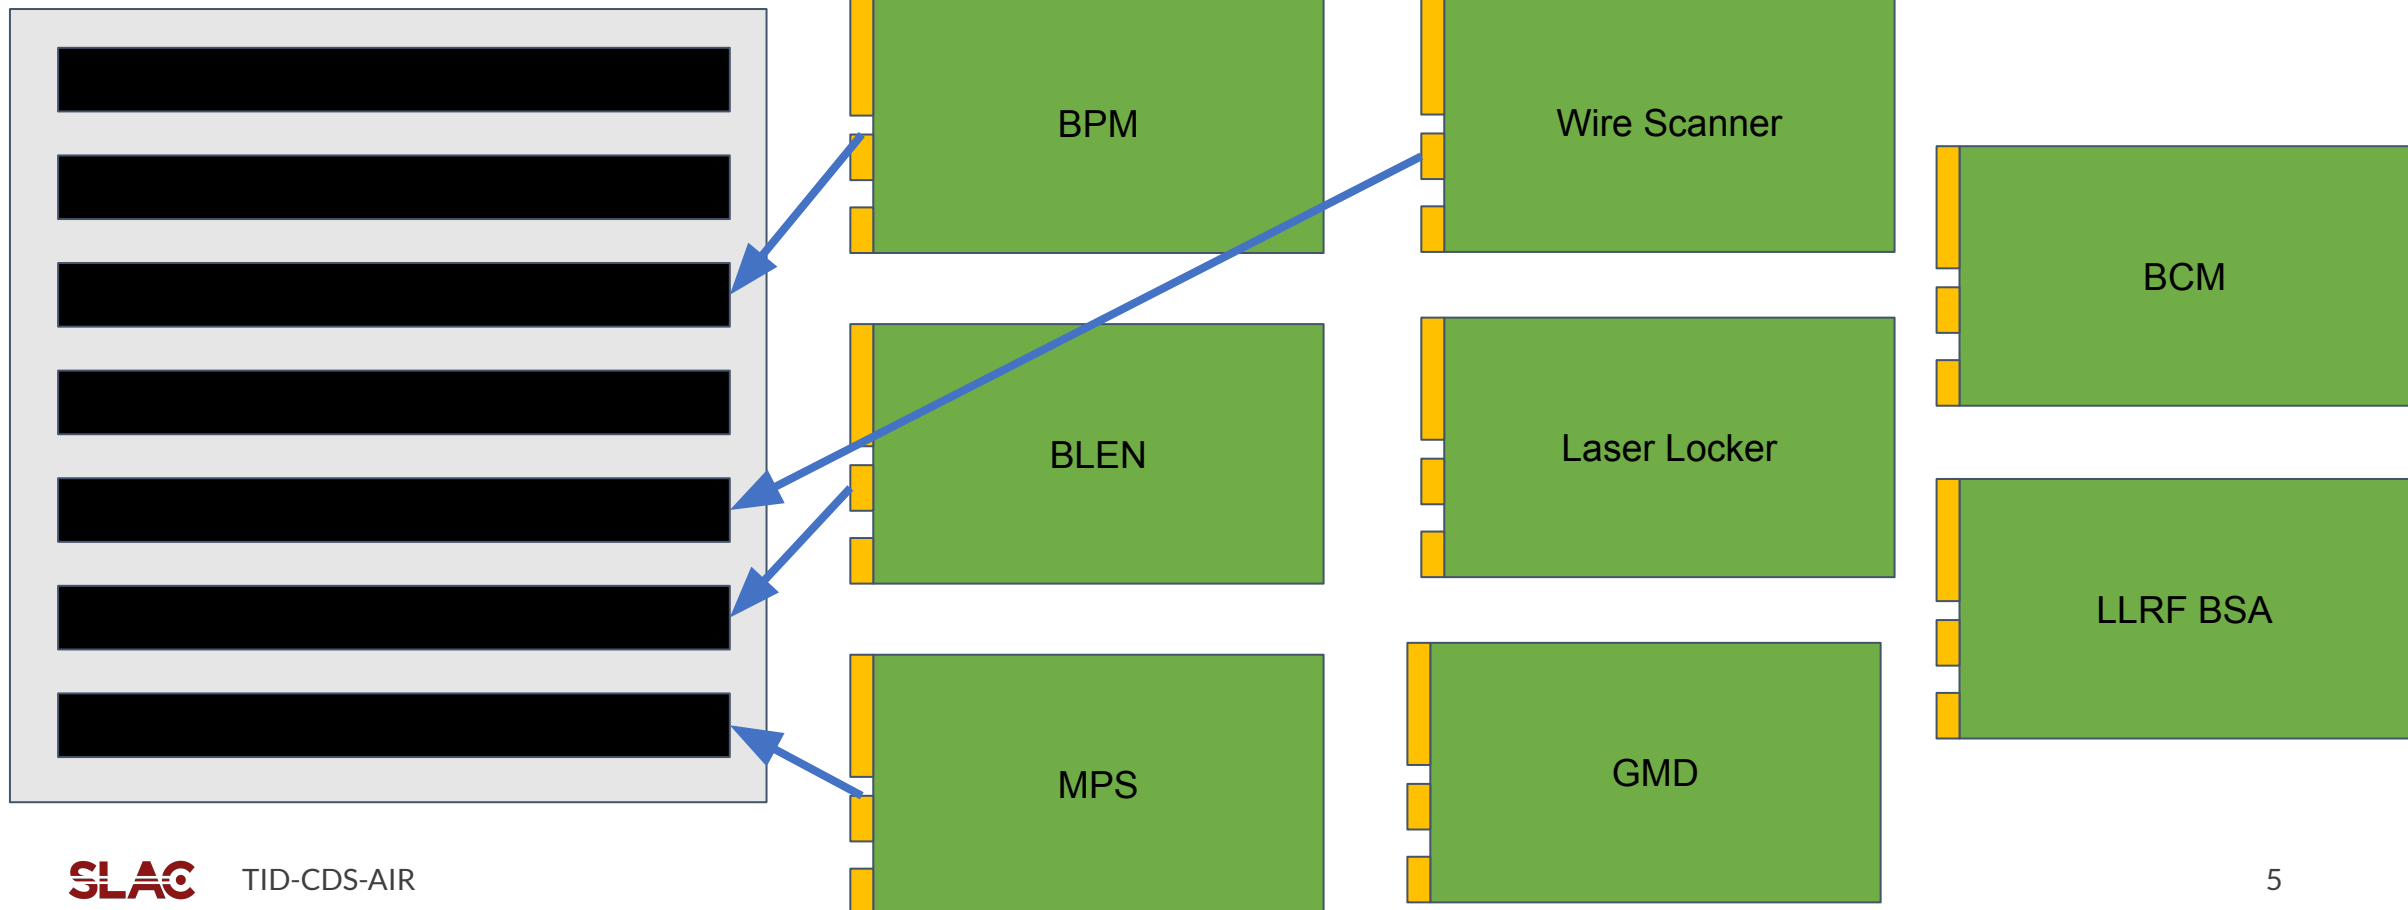 BPM
Wire Scanner
BCM
BLEN
Laser Locker
LLRF BSA
MPS
GMD
SLAC
TID-CDS-AIR
5